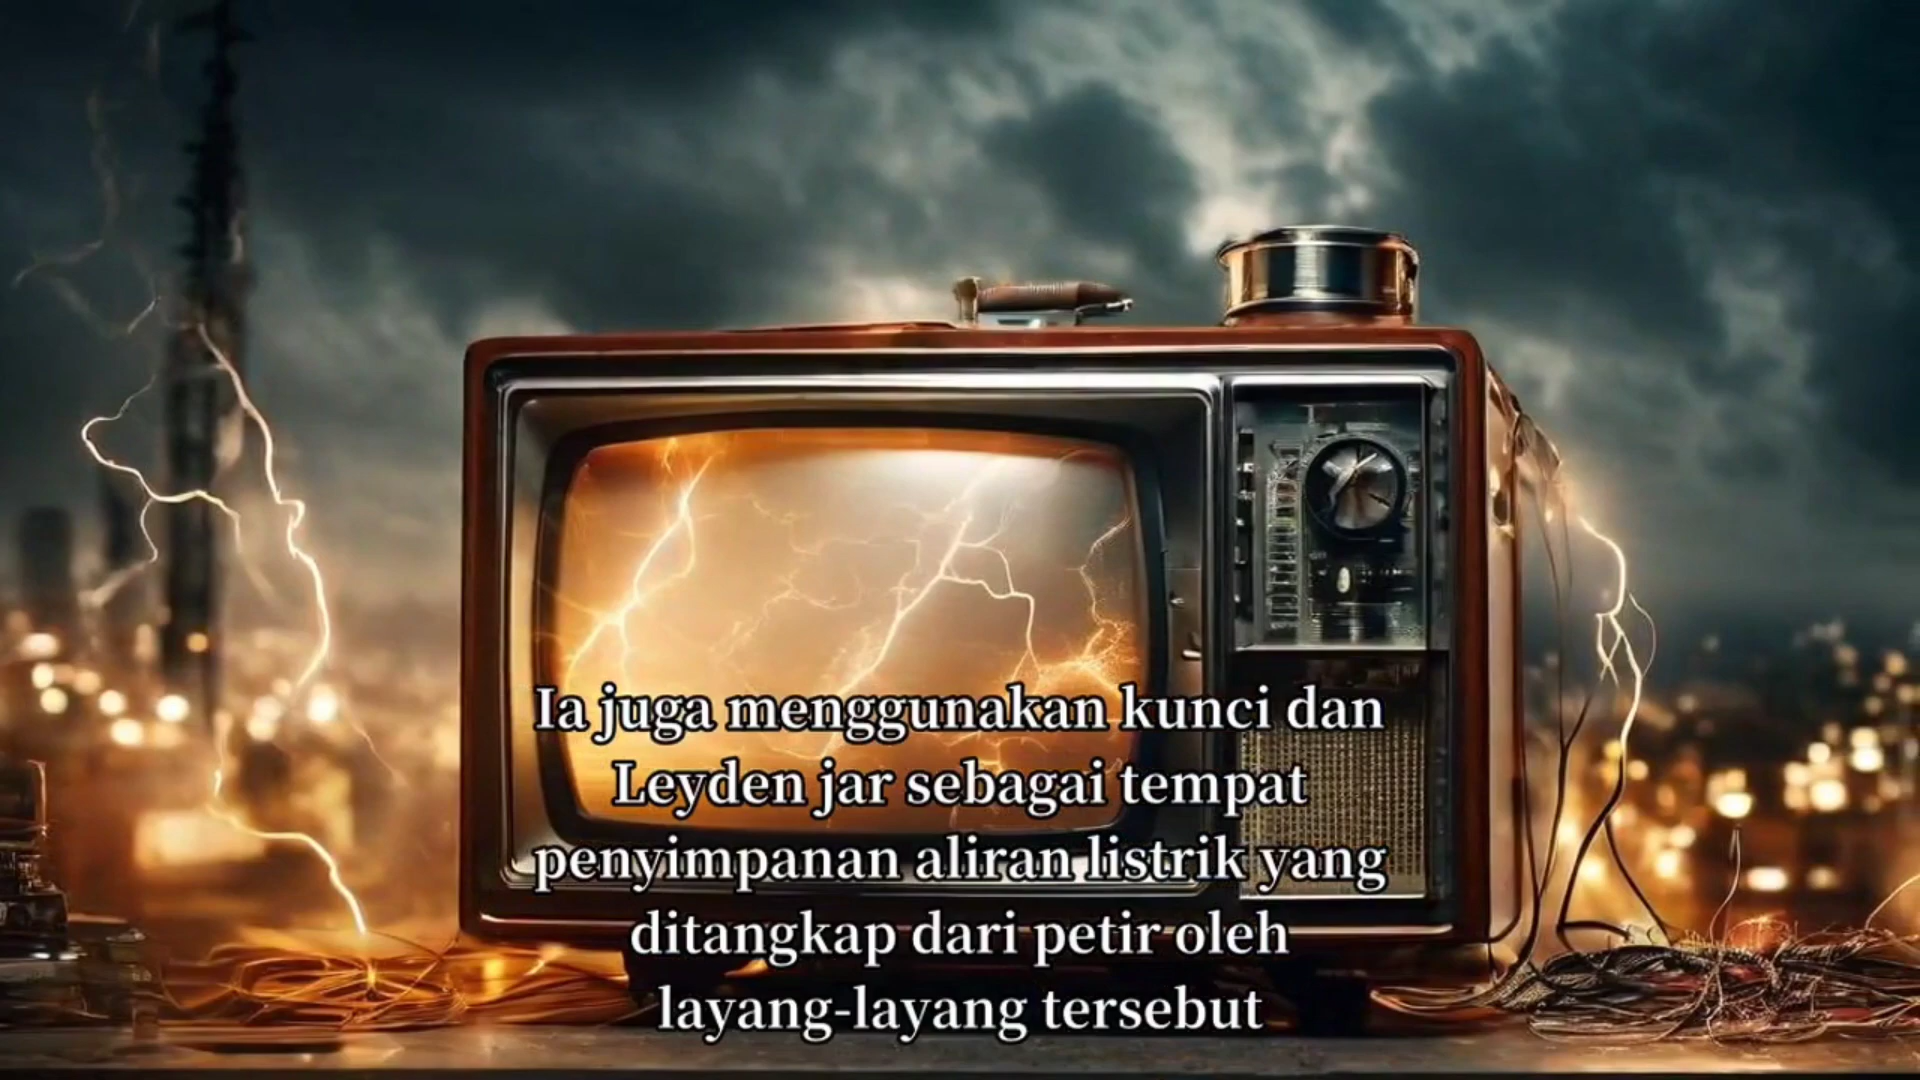 Ia juga menggunakan kunci dan
Leyden jar sebagai tempat
penyimpanan aliran listrik yang
ditangkap dari petir oleh
layang-layang tersebut